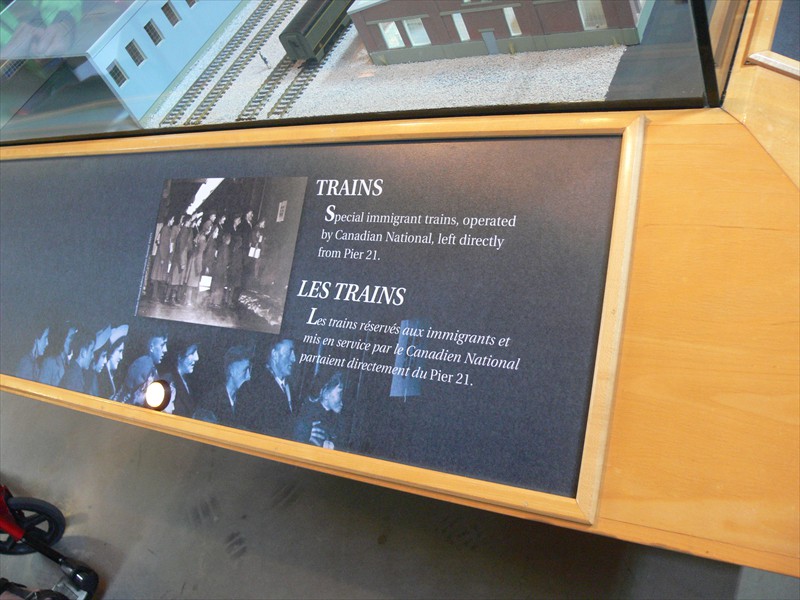 TRAINS
Special immigrant trains, operated
by Canadian National, left directly
from Pier 21.
LES TRAINS
Les trains réservés aux immigrants et
mis en service par le Canadien National
partaient directement du Pier 21.